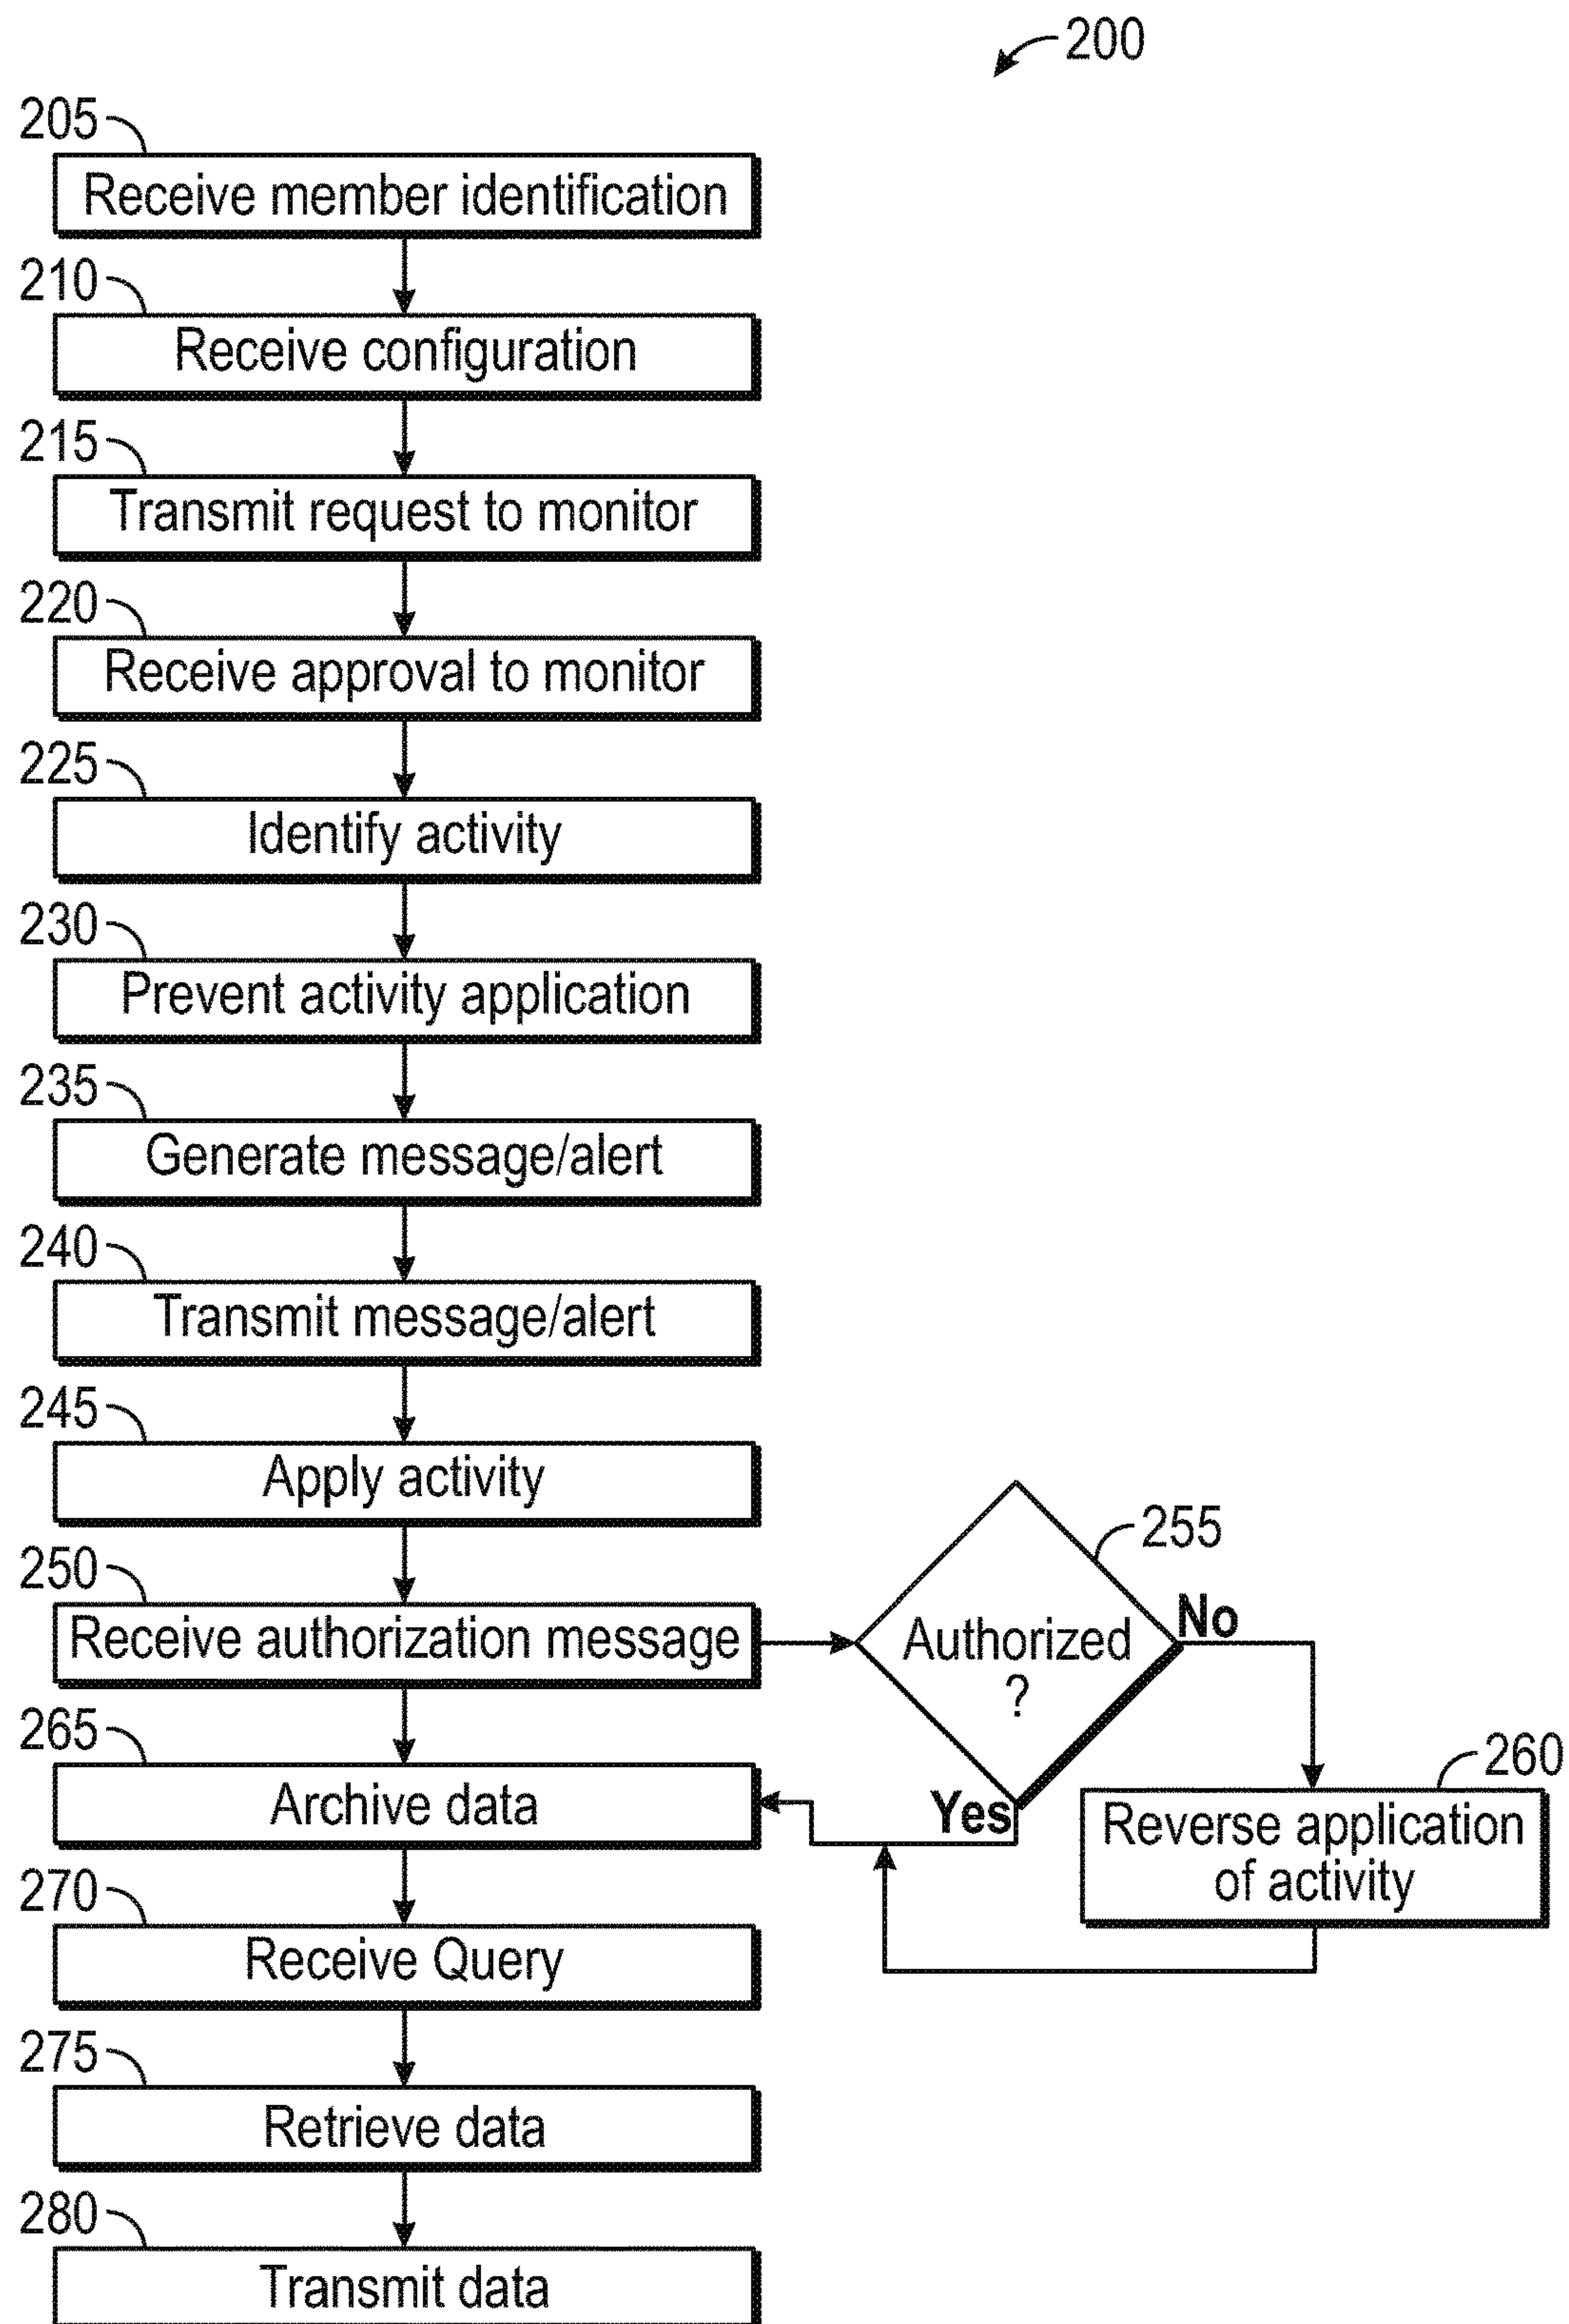 200
205
Receive member identification
210
Receive configuration
215
Transmit request to monitor
220
Receive approval to monitor
225
Identify activity
230
Prevent activity application
235
Generate message/alert
240
Transmit message/alert
245
Apply activity
250
Receive authorization message
255
Authorized
?
No
Yes
260
Reverse application
of activity
265
Archive data
270
Receive Query
275
Retrieve data
280
Transmit data